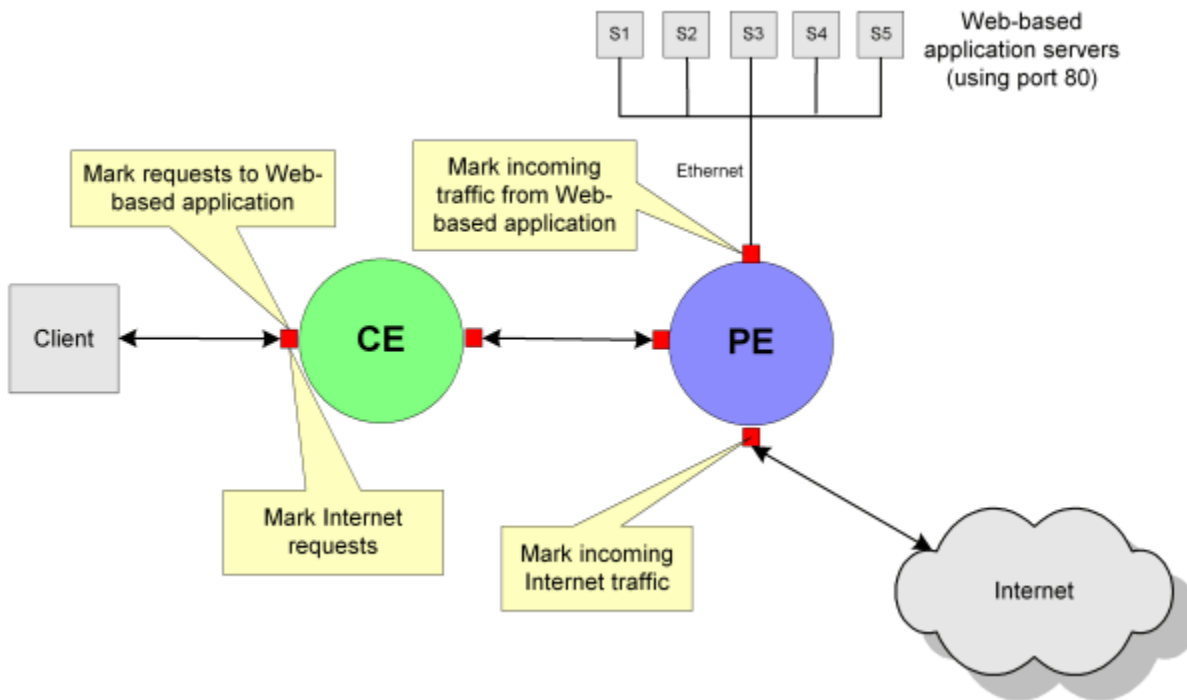 S1 S2 S3 S4 S5
Web-based
application servers
(using port 80)
Mark requests to Web-
based application
Mark incoming
traffic from Web-
based application
Ethernet
Client
CE
PE
Mark Internet
requests
Mark incoming
Internet traffic
Internet